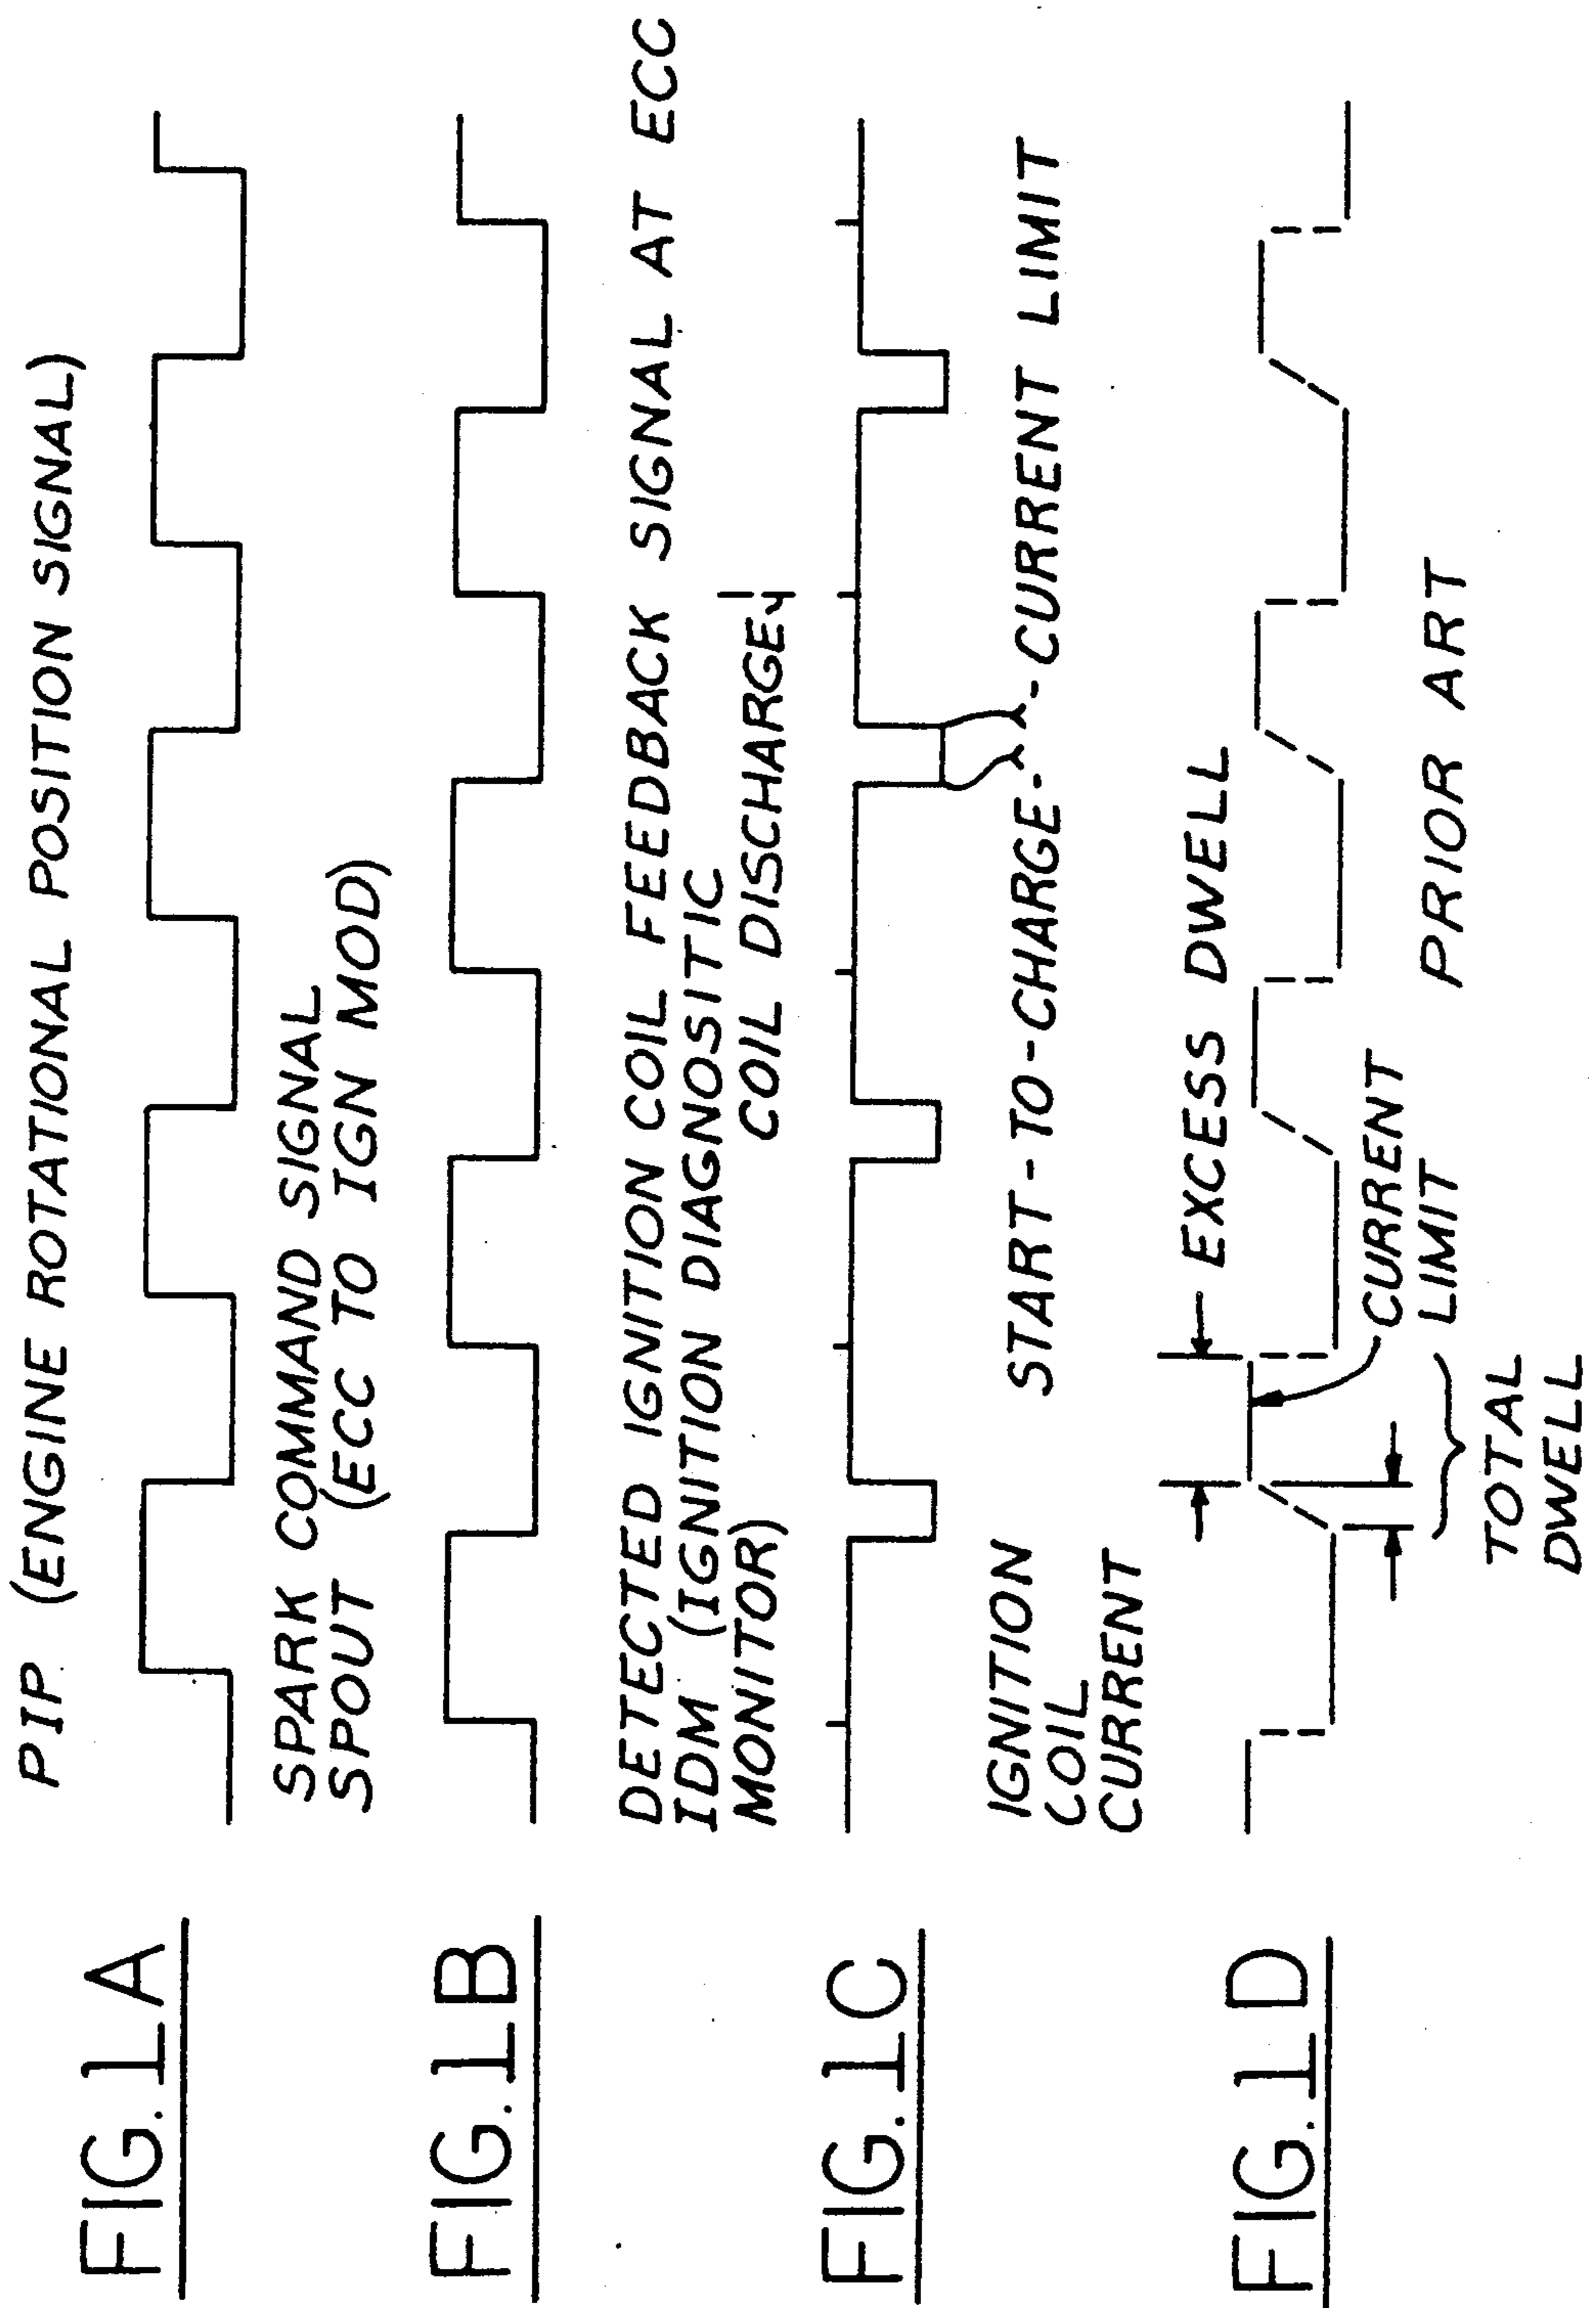 FIG.1A
PIP (ENGINE ROTATIONAL POSITION SIGNAL)
FIG.1B
SPARK COMMAND SIGNAL
SPOUT (ECC TO IGN MOD)
FIG.1C
DETECTED IGNITION COIL FEEDBACK SIGNAL AT ECC
IDM (IGNITION DIAGNOSITIC
MONITOR)
COIL DISCHARGE
START-TO-CHARGE
CURRENT LIMIT
FIG.1D
IGNITION
COIL
CURRENT
EXCESS DWELL
CURRENT
LIMIT
TOTAL
DWELL
PRIOR ART